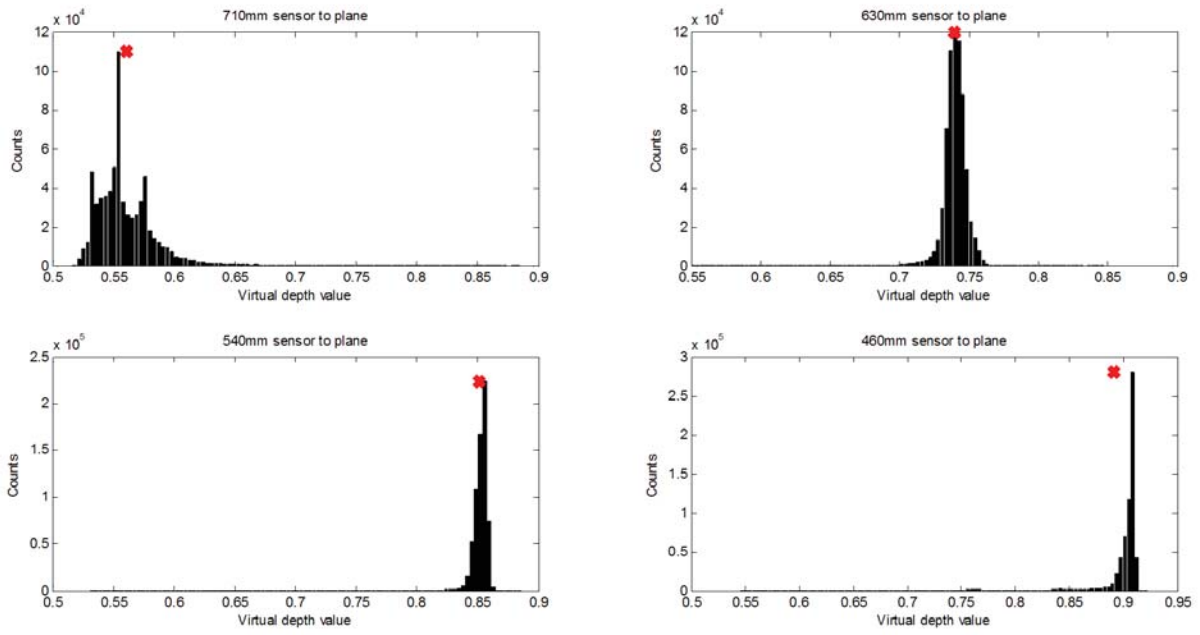 710mm sensor to plane
x 10^4
12
10
8
6
4
2
0
Counts
0.5 0.55 0.6 0.65 0.7 0.75 0.8 0.85 0.9
Virtual depth value
630mm sensor to plane
x 10^4
12
10
8
6
4
2
0
Counts
0.55 0.6 0.7 0.8 0.9
Virtual depth value
540mm sensor to plane
x 10^5
2.5
2
1.5
1
0.5
0
Counts
0.5 0.55 0.6 0.65 0.7 0.75 0.8 0.85 0.9
Virtual depth value
460mm sensor to plane
x 10^5
3
2.5
2
1.5
1
0.5
0
Counts
0.5 0.55 0.6 0.65 0.7 0.75 0.8 0.85 0.9 0.95
Virtual depth value